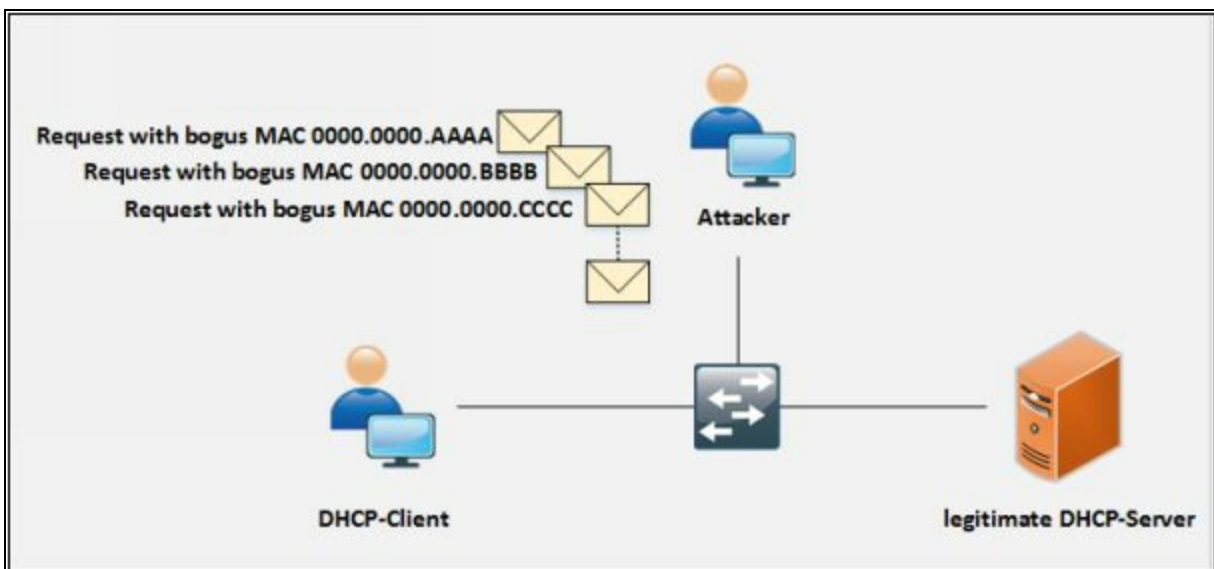 Request with bogus MAC 0000.0000.AAAA
Request with bogus MAC 0000.0000.BBBB
Request with bogus MAC 0000.0000.CCCC
Attacker
DHCP-Client
legitimate DHCP-Server